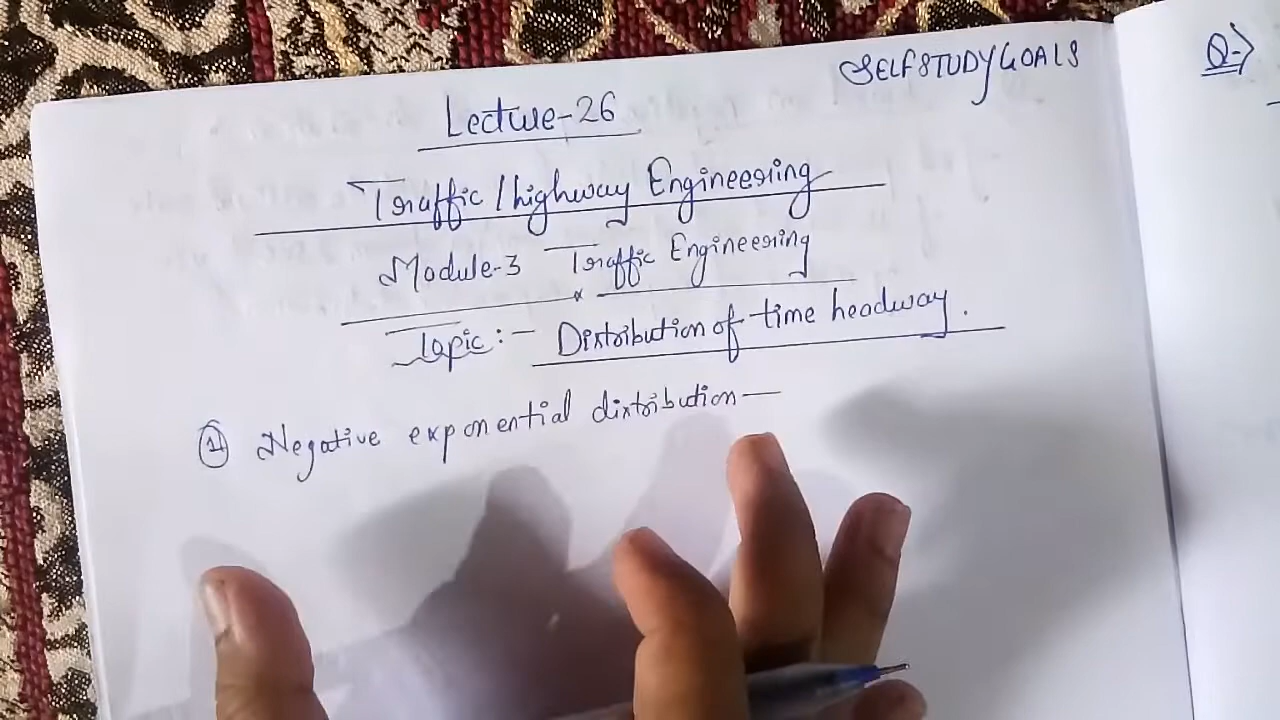 SELFSTUDYGOALS
Lecture-26
Traffic/highway Engineering
Module-3 Traffic Engineering
Topic:- Distribution of time headway.
① Negative exponential distribution—
Q->